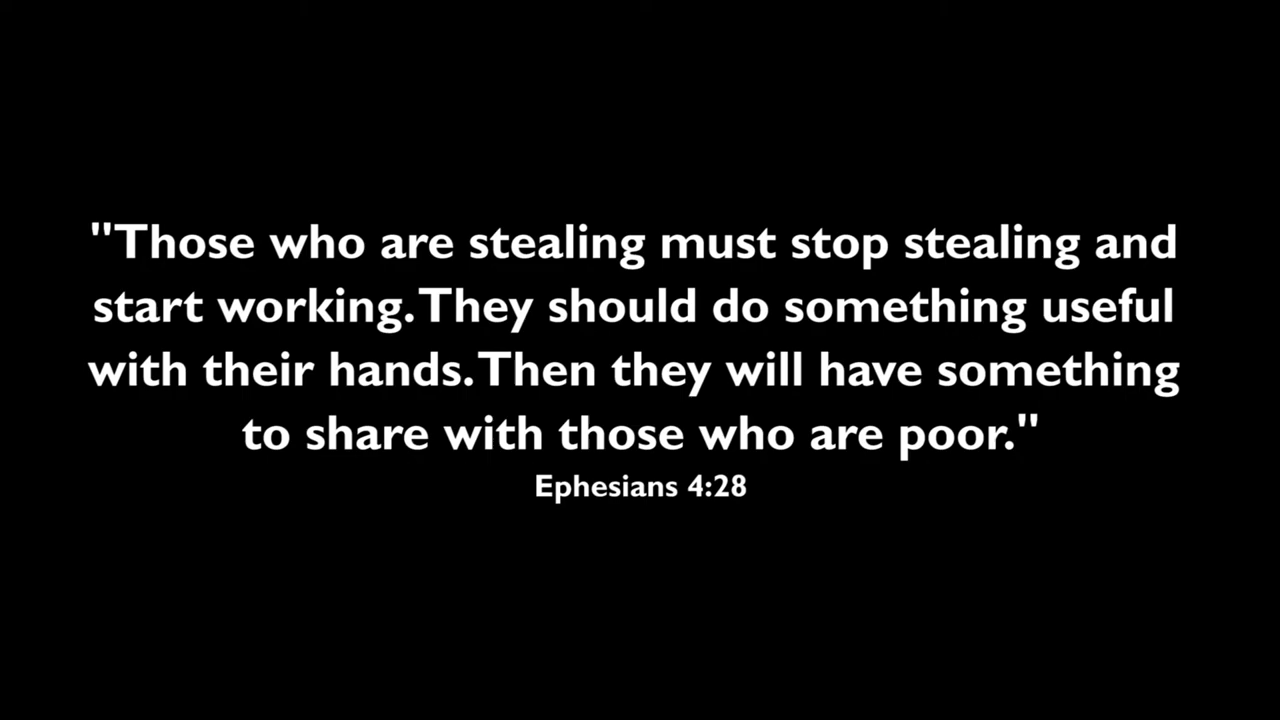 "Those who are stealing must stop stealing and
start working. They should do something useful
with their hands. Then they will have something
to share with those who are poor."
Ephesians 4:28